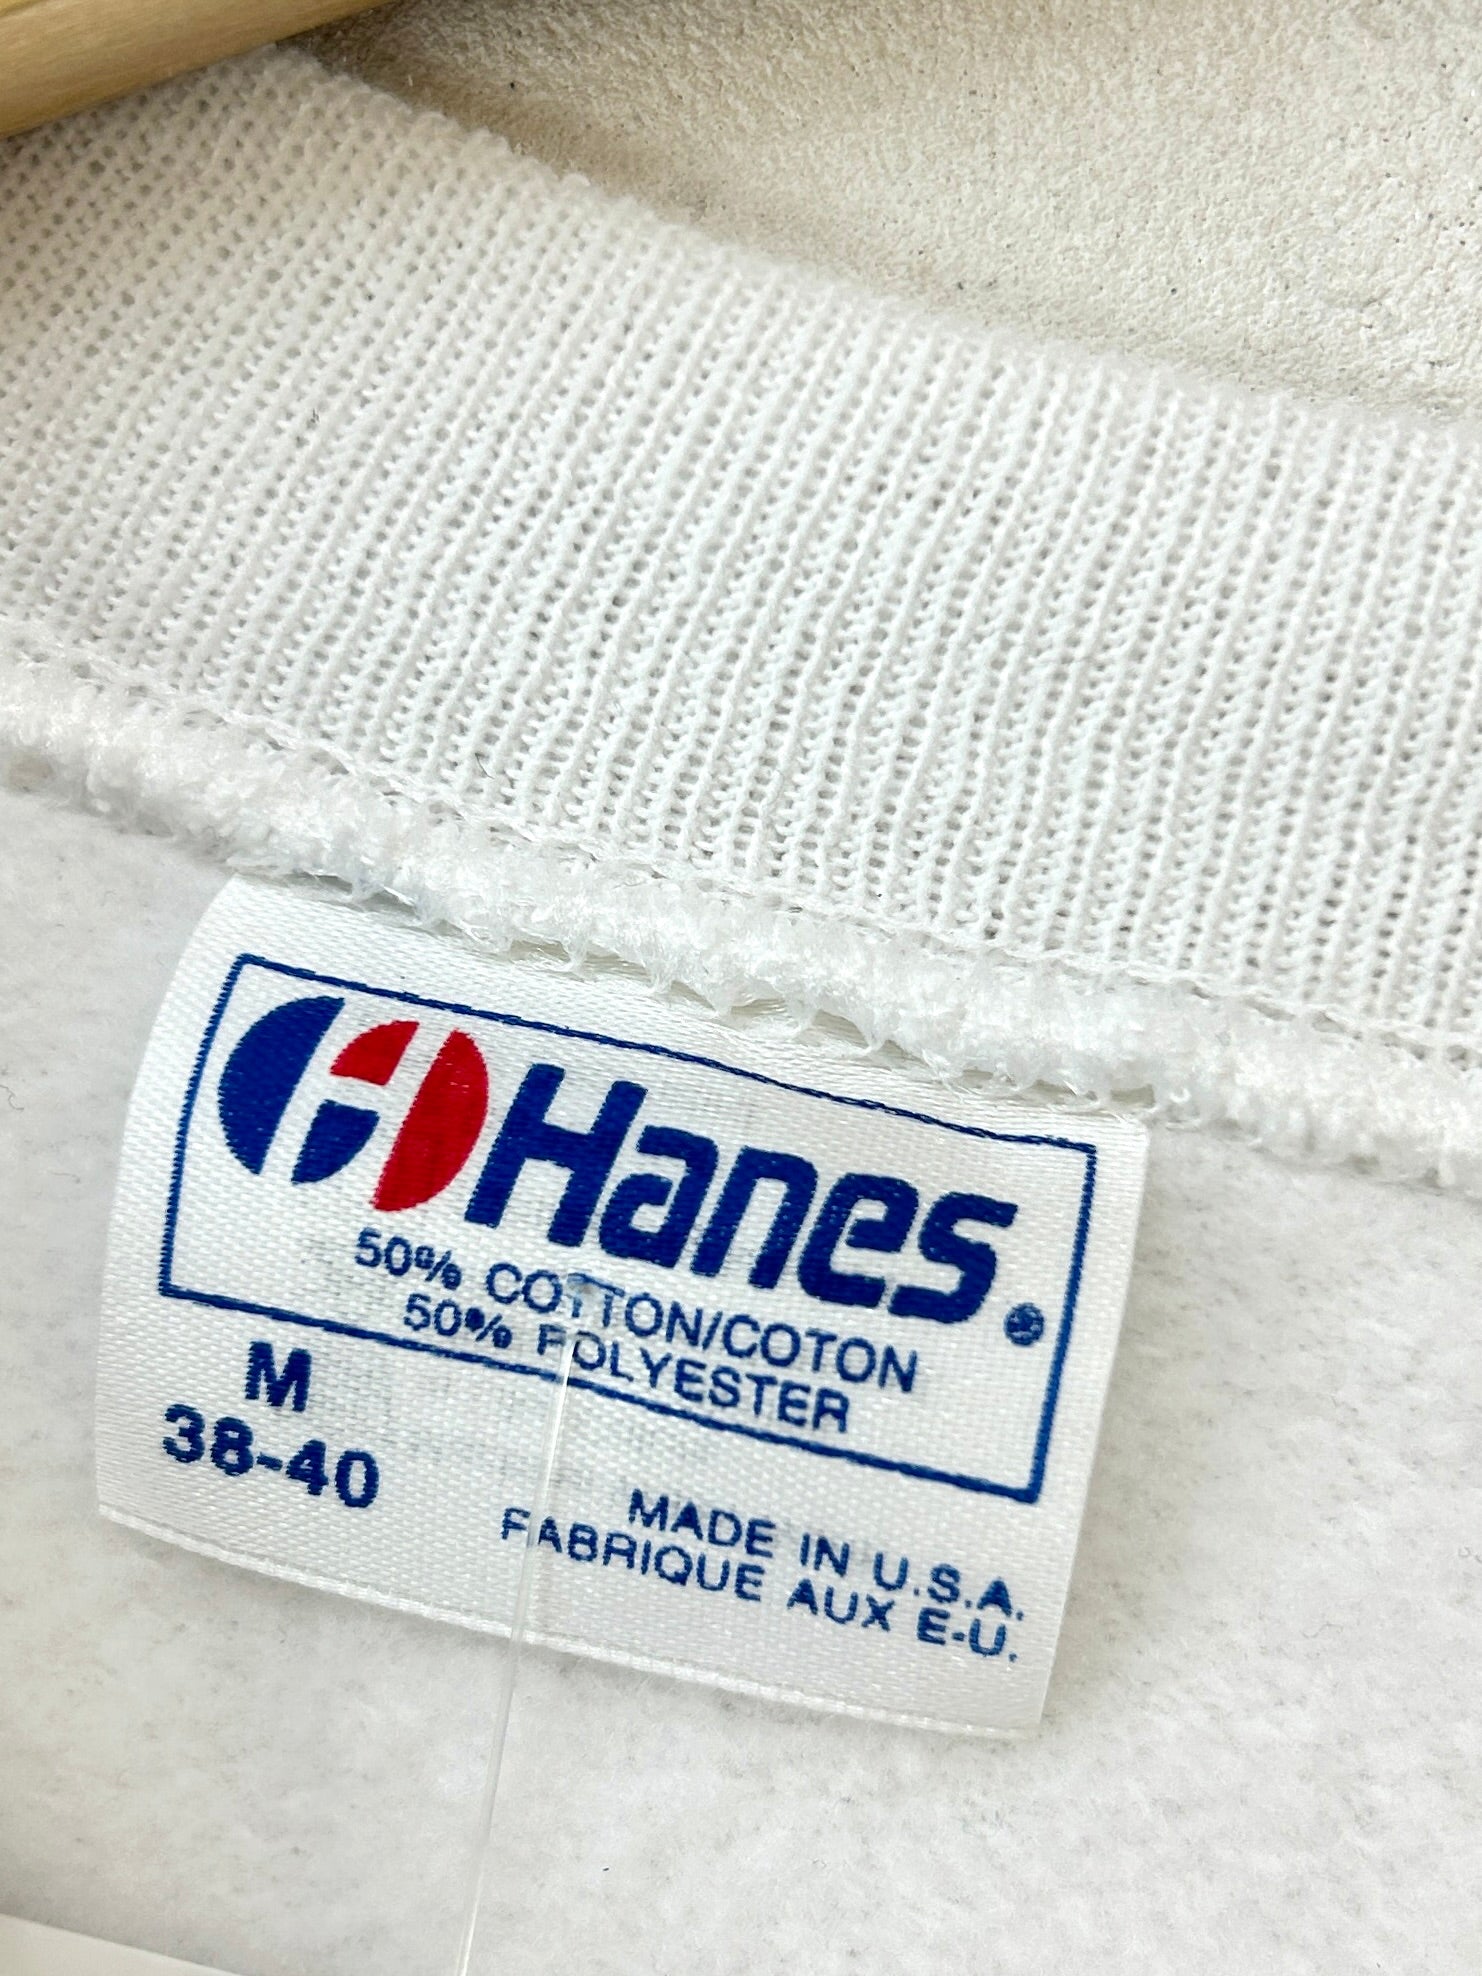 Hanes®
50% COTTON/COTON
50% POLYESTER
M
38-40
MADE IN U.S.A.
FABRIQUE AUX E-U.